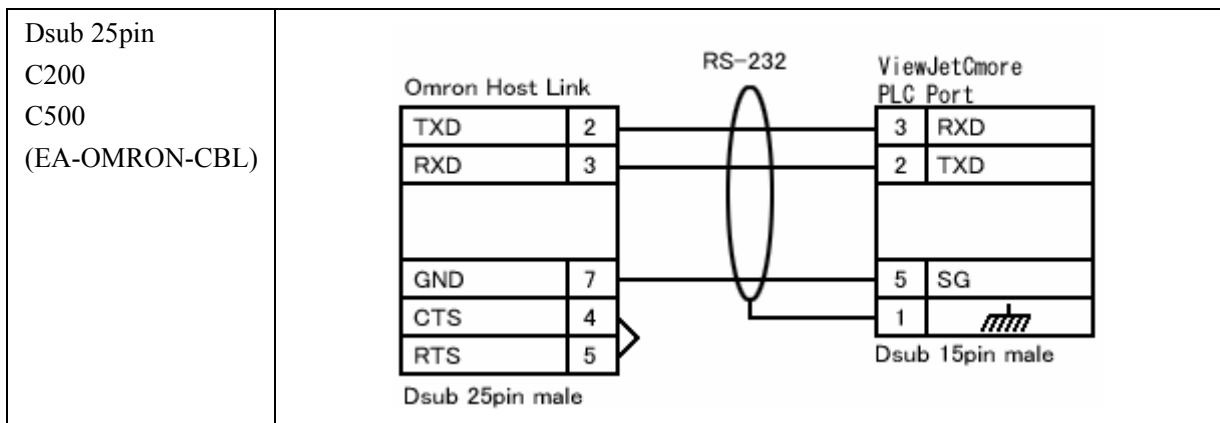 Dsub 25pin
C200
C500
(EA-OMRON-CBL)
RS-232
Omron Host Link
ViewJetCmore
PLC Port
TXD 2 3 RXD
RXD 3 2 TXD
GND 7 5 SG
CTS 4 1
RTS 5
Dsub 25pin male
Dsub 15pin male